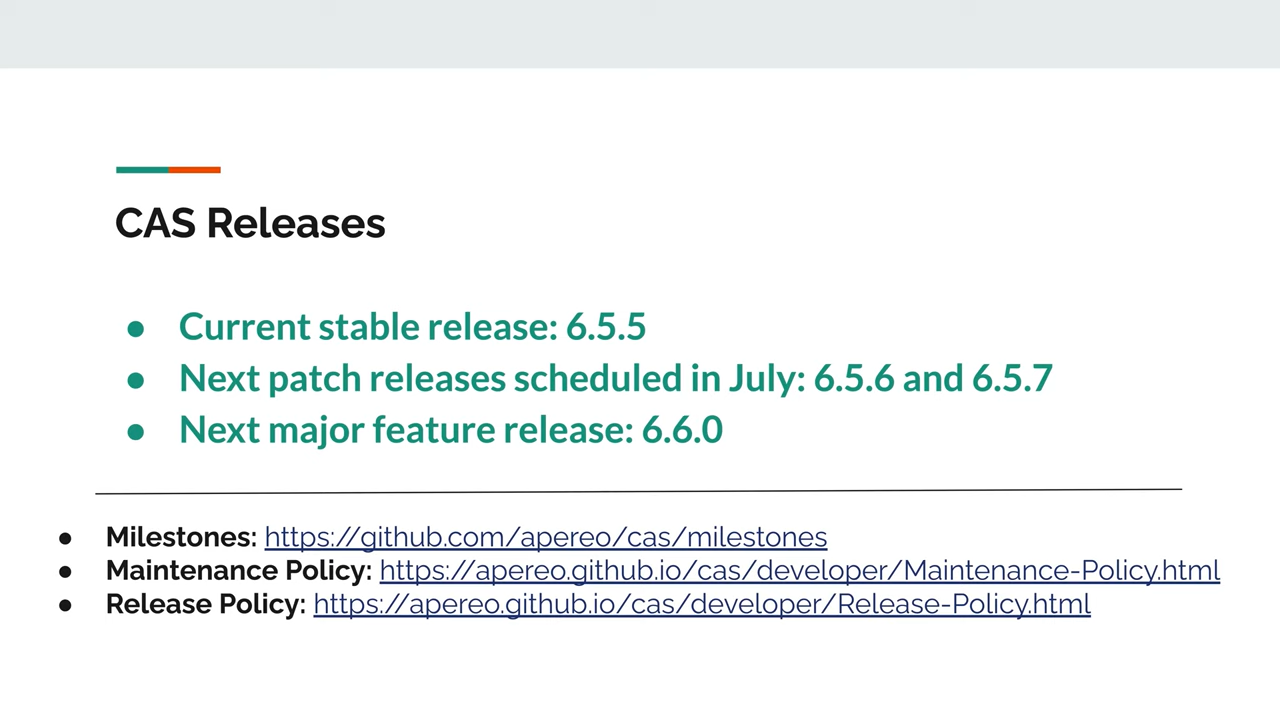 CAS Releases
● Current stable release: 6.5.5
● Next patch releases scheduled in July: 6.5.6 and 6.5.7
● Next major feature release: 6.6.0
● Milestones: https://github.com/apereo/cas/milestones
● Maintenance Policy: https://apereo.github.io/cas/developer/Maintenance-Policy.html
● Release Policy: https://apereo.github.io/cas/developer/Release-Policy.html